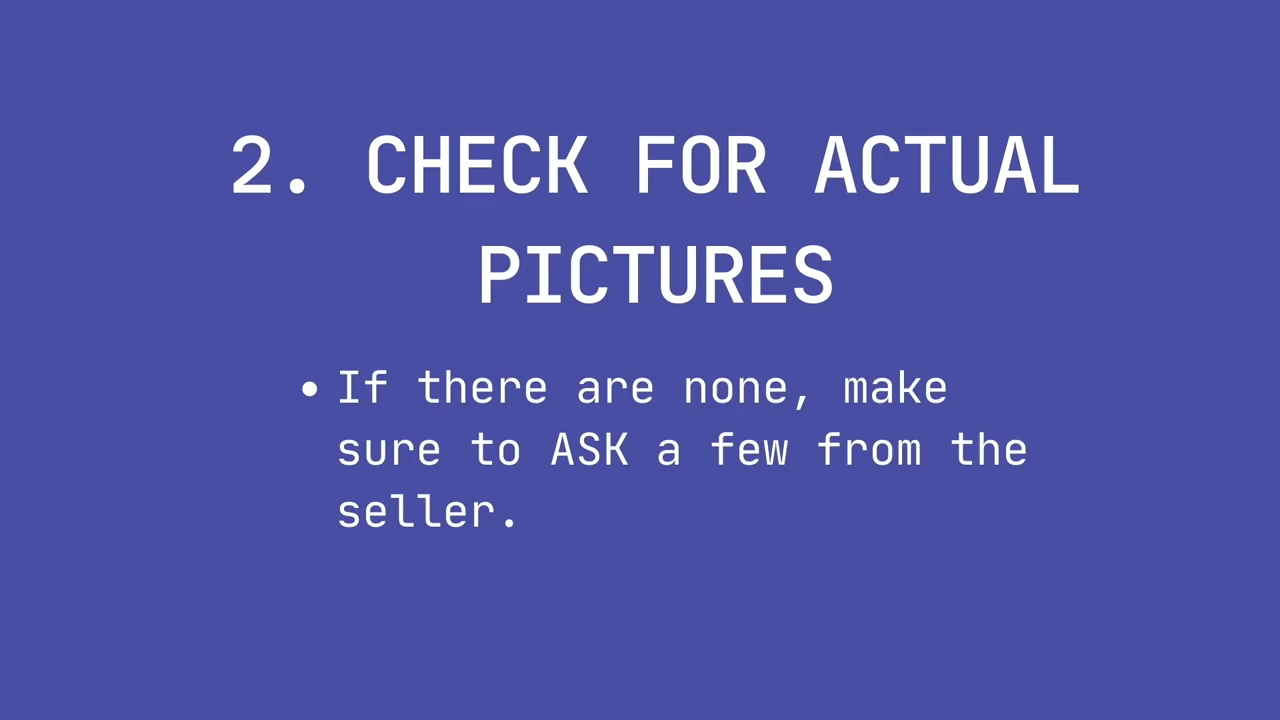 2. CHECK FOR ACTUAL
PICTURES
• If there are none, make
sure to ASK a few from the
seller.